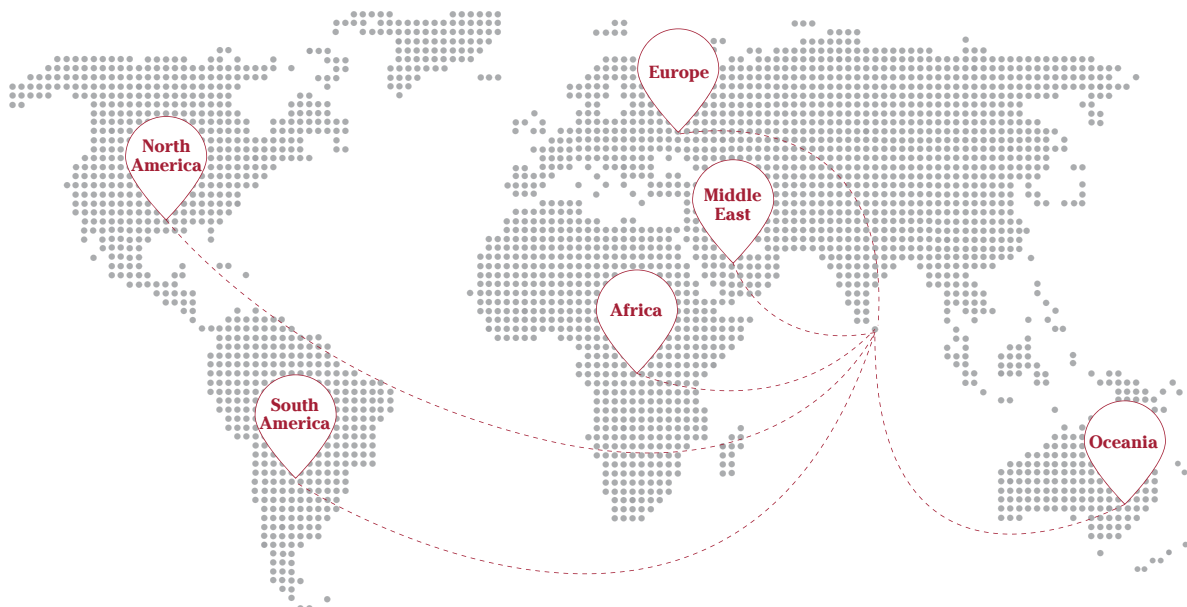 Europe
North
America
Middle
East
Africa
South
America
Oceania